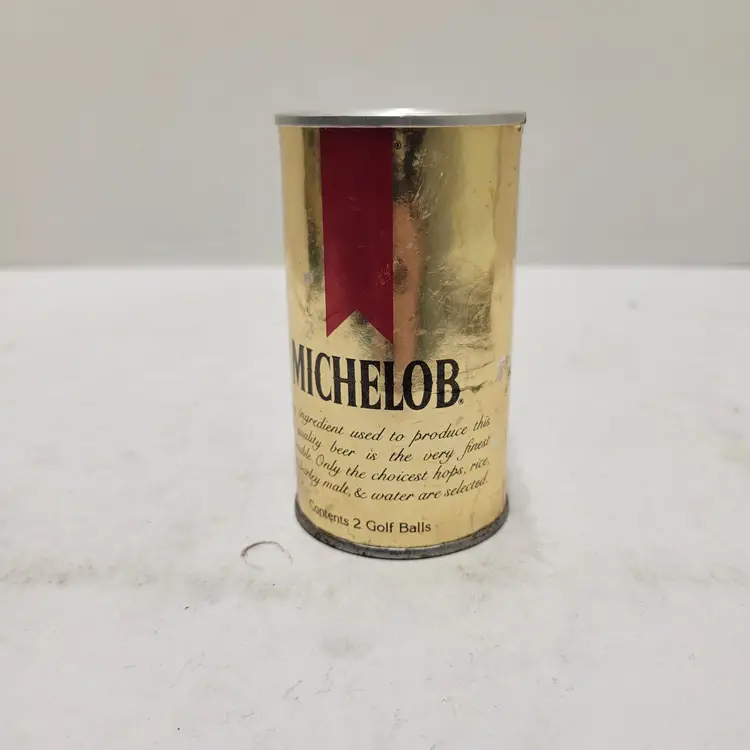 ®
MICHELOB®
ingredient used to produce this
quality beer is the very finest
Only the choicest hops, rice,
barley malt, & water are selected.
Contents 2 Golf Balls